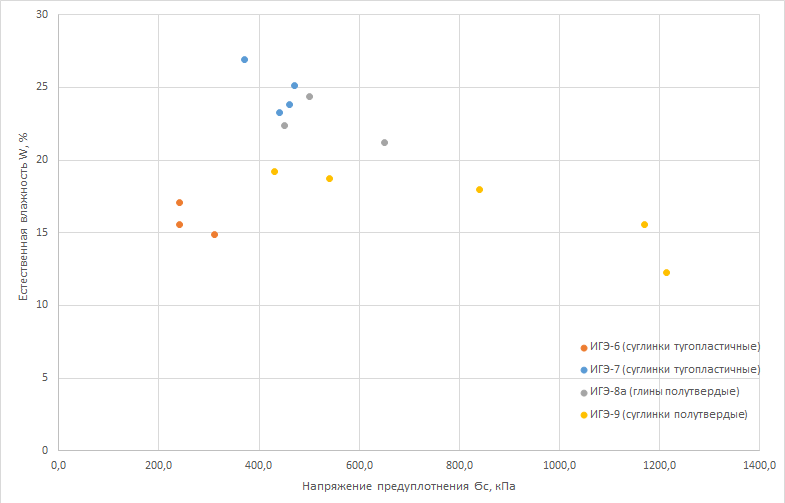 30
25
20
15
10
5
0
Естественная влажность W, %
ИГЭ-6 (суглинки тугопластичные)
ИГЭ-7 (суглинки тугопластичные)
ИГЭ-8а (глины полутвердые)
ИГЭ-9 (суглинки полутвердые)
0,0 200,0 400,0 600,0 800,0 1000,0 1200,0 1400,0
Напряжение предуплотнения Ϭс, кПа